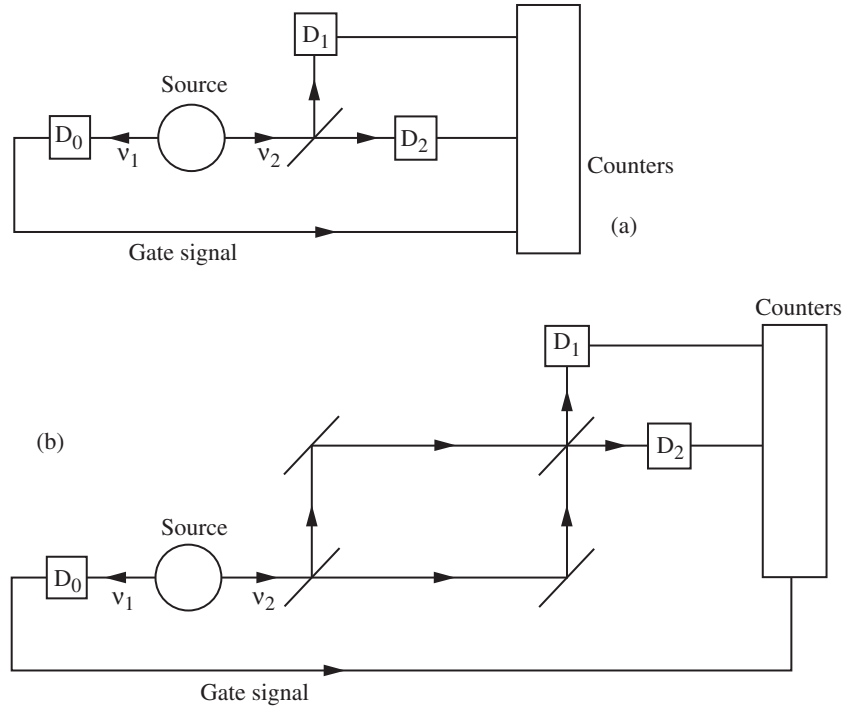 D1
Source
D0
ν1
ν2
D2
Counters
(a)
Gate signal
Counters
D1
(b)
D2
Source
D0
ν1
ν2
Gate signal